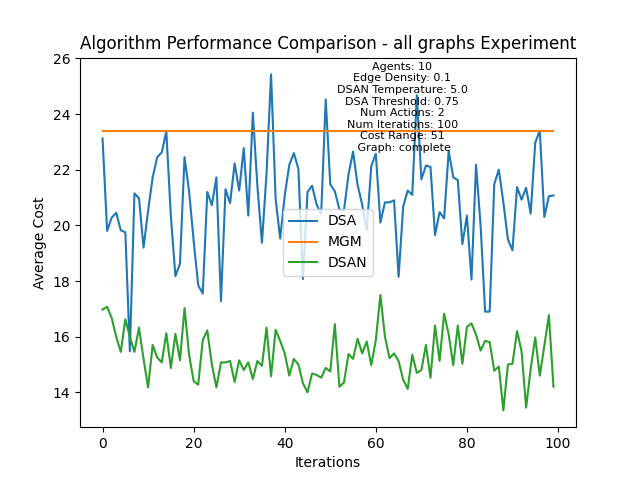 Algorithm Performance Comparison - all graphs Experiment
Agents: 10
Edge Density: 0.1
DSAN Temperature: 5.0
DSA Threshold: 0.75
Num Actions: 2
Num Iterations: 100
Cost Range: 51
Graph: complete
26
24
22
20
18
16
14
Average Cost
DSA
MGM
DSAN
0
20
40
60
80
100
Iterations